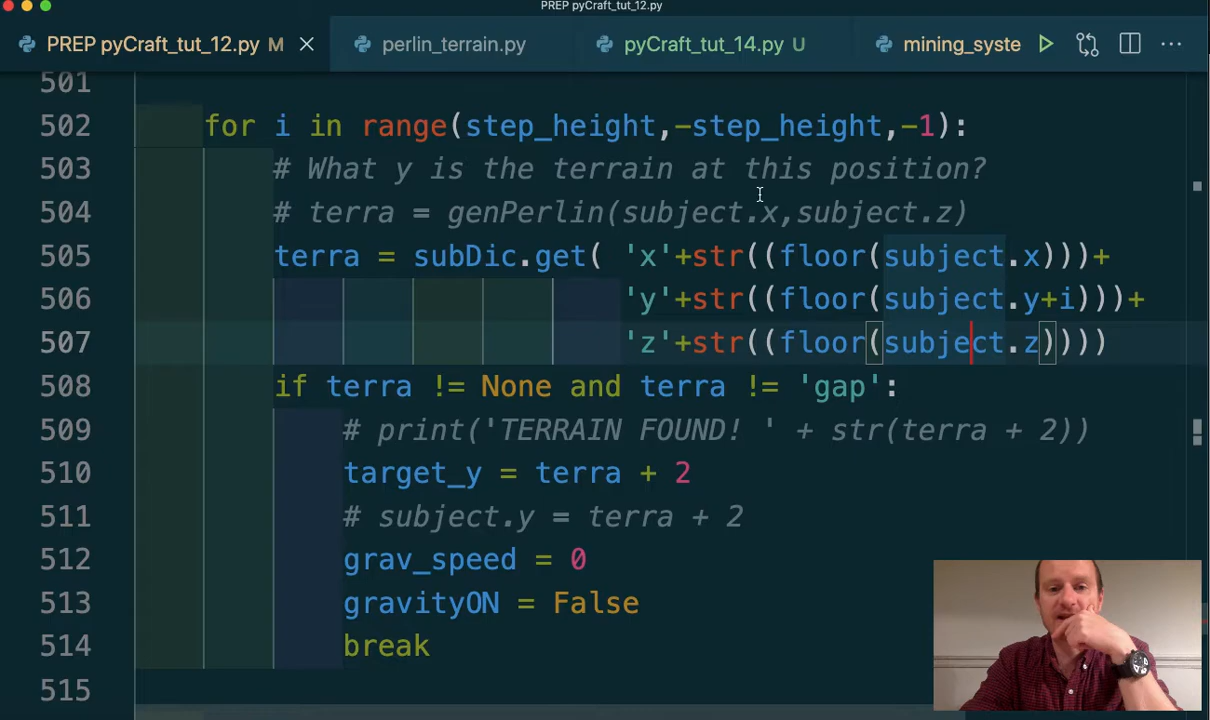 PREP pyCraft_tut_12.py
PREP pyCraft_tut_12.py M
perlin_terrain.py
pyCraft_tut_14.py U
mining_syste
501
502 for i in range(step_height,-step_height,-1):
503 # What y is the terrain at this position?
504 # terra = genPerlin(subject.x,subject.z)
505 terra = subDic.get( 'x'+str((floor(subject.x)))+
506 'y'+str((floor(subject.y+i)))+
507 'z'+str((floor(subject.z))))
508 if terra != None and terra != 'gap':
509 # print('TERRAIN FOUND! ' + str(terra + 2))
510 target_y = terra + 2
511 # subject.y = terra + 2
512 grav_speed = 0
513 gravityON = False
514 break
515